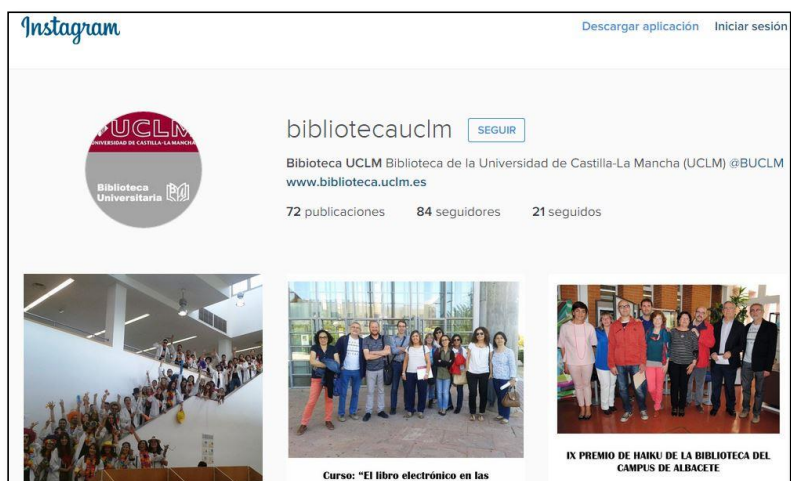 Instagram
Descargar aplicación Iniciar sesión
UCLM
UNIVERSIDAD DE CASTILLA-LA MANCHA
Biblioteca
Universitaria
bibliotecauclm SEGUIR
Bibioteca UCLM Biblioteca de la Universidad de Castilla-La Mancha (UCLM) @BUCLM
www.biblioteca.uclm.es
72 publicaciones 84 seguidores 21 seguidos
Curso: "El libro electrónico en las
IX PREMIO DE HAIKU DE LA BIBLIOTECA DEL
CAMPUS DE ALBACETE